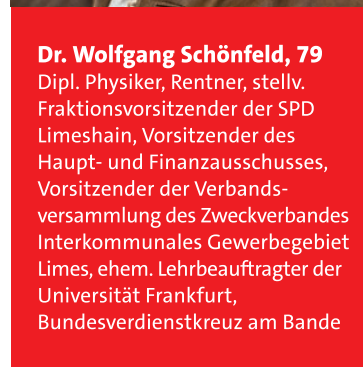 Dr. Wolfgang Schönfeld, 79
Dipl. Physiker, Rentner, stellv.
Fraktionsvorsitzender der SPD
Limeshain, Vorsitzender des
Haupt- und Finanzausschusses,
Vorsitzender der Verbands-
versammlung des Zweckverbandes
Interkommunales Gewerbegebiet
Limes, ehem. Lehrbeauftragter der
Universität Frankfurt,
Bundesverdienstkreuz am Bande